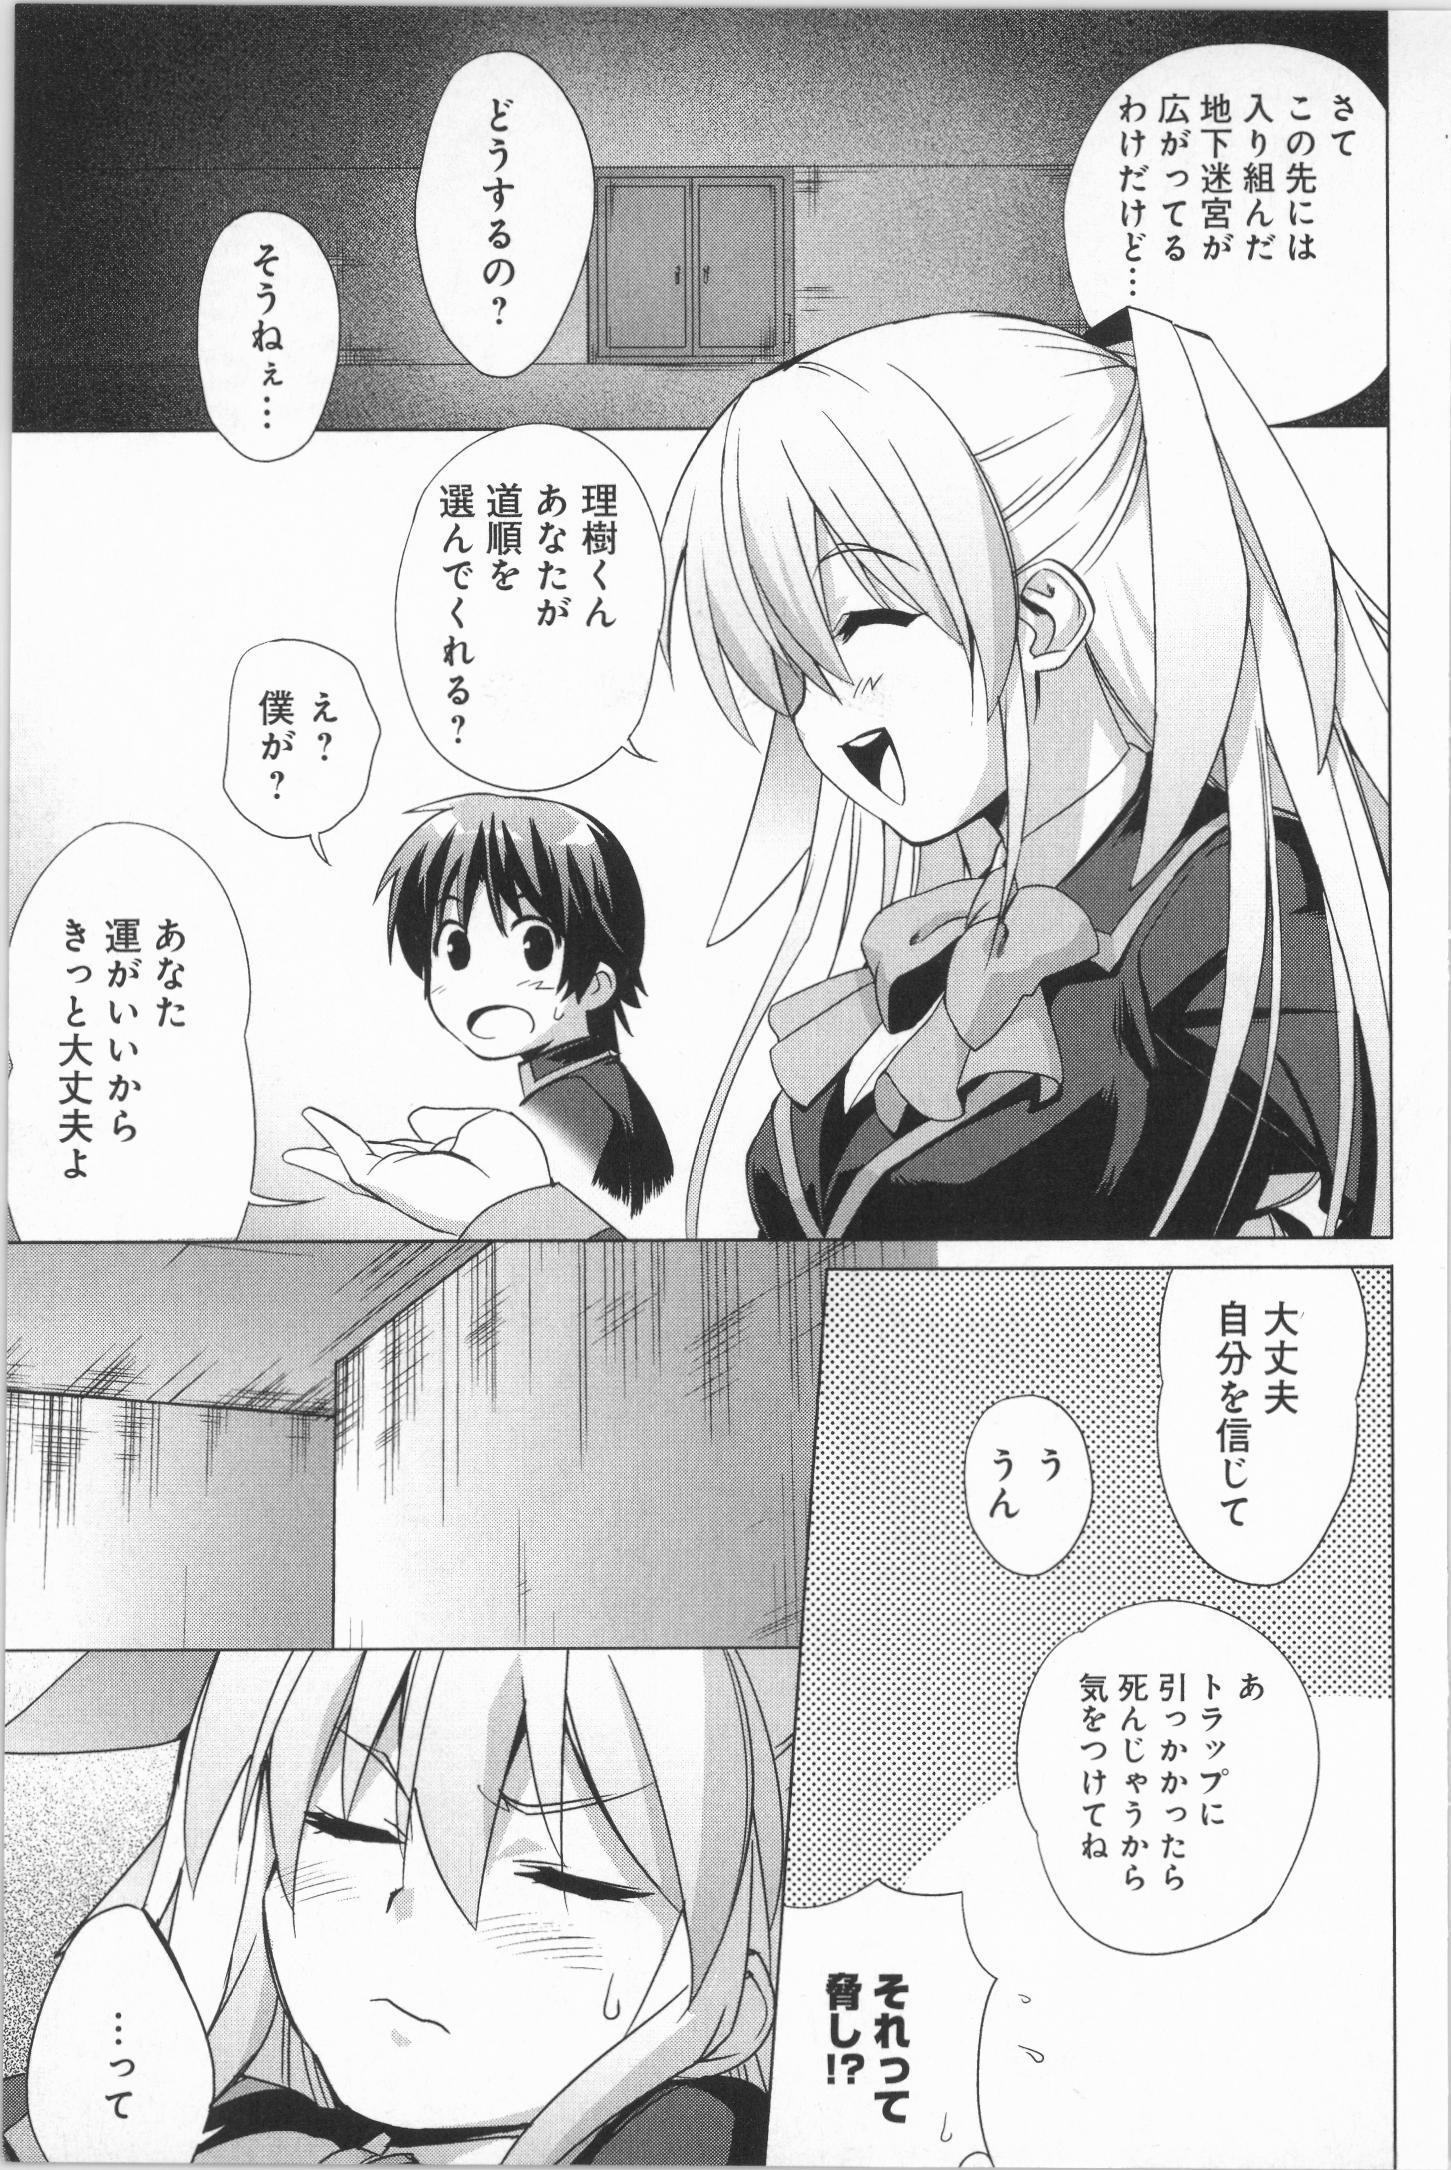 さて
この先には
入り組んだ
地下迷宮が
広がってる
わけだけど…
どうするの?
そうねぇ…
理樹くん
あなたが
道順を
選んでくれる?
え?
僕が?
あなた
運がいいから
きっと大丈夫よ
大丈夫
自分を信じて
う
うん
あ
トラップに
引っかかったら
死んじゃうから
気をつけてね
それって
脅し!?
…って